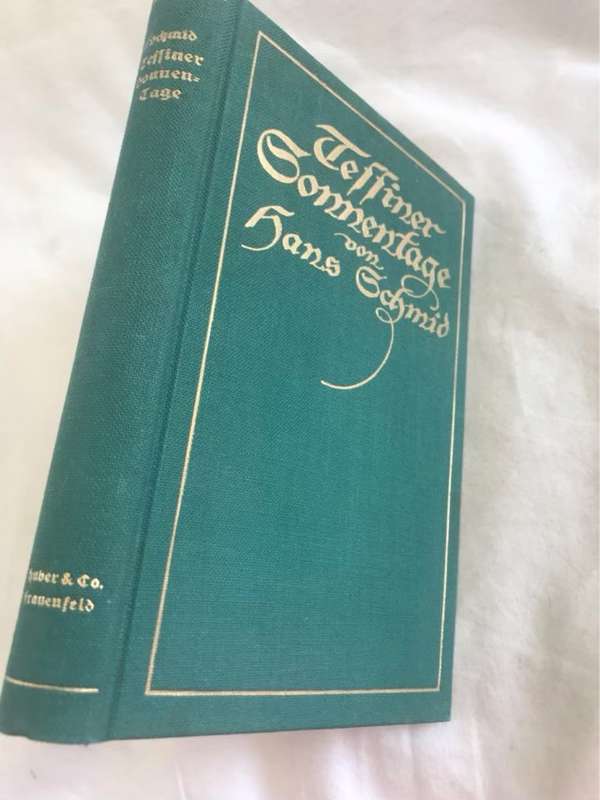 Schmid
Tessiner
Sonnen=
Tage
Huber & Co.
Frauenfeld
Tessiner
Sonnentage
von
Hans Schmid